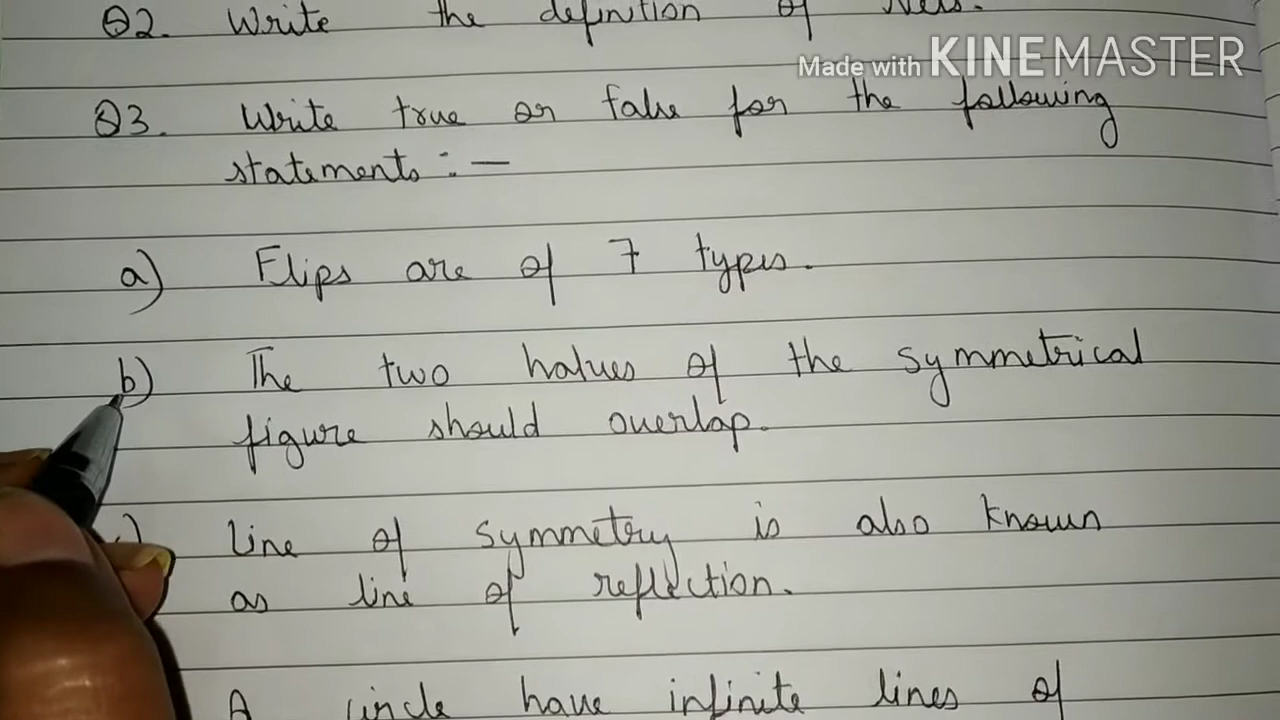 Q2. Write the definition of Nets.
Made with KINEMASTER
Q3. Write true or false for the following
statements :—
a) Flips are of 7 types.
b) The two halves of the symmetrical
figure should overlap.
c) Line of symmetry is also known
as line of reflection.
A circle have infinite lines of